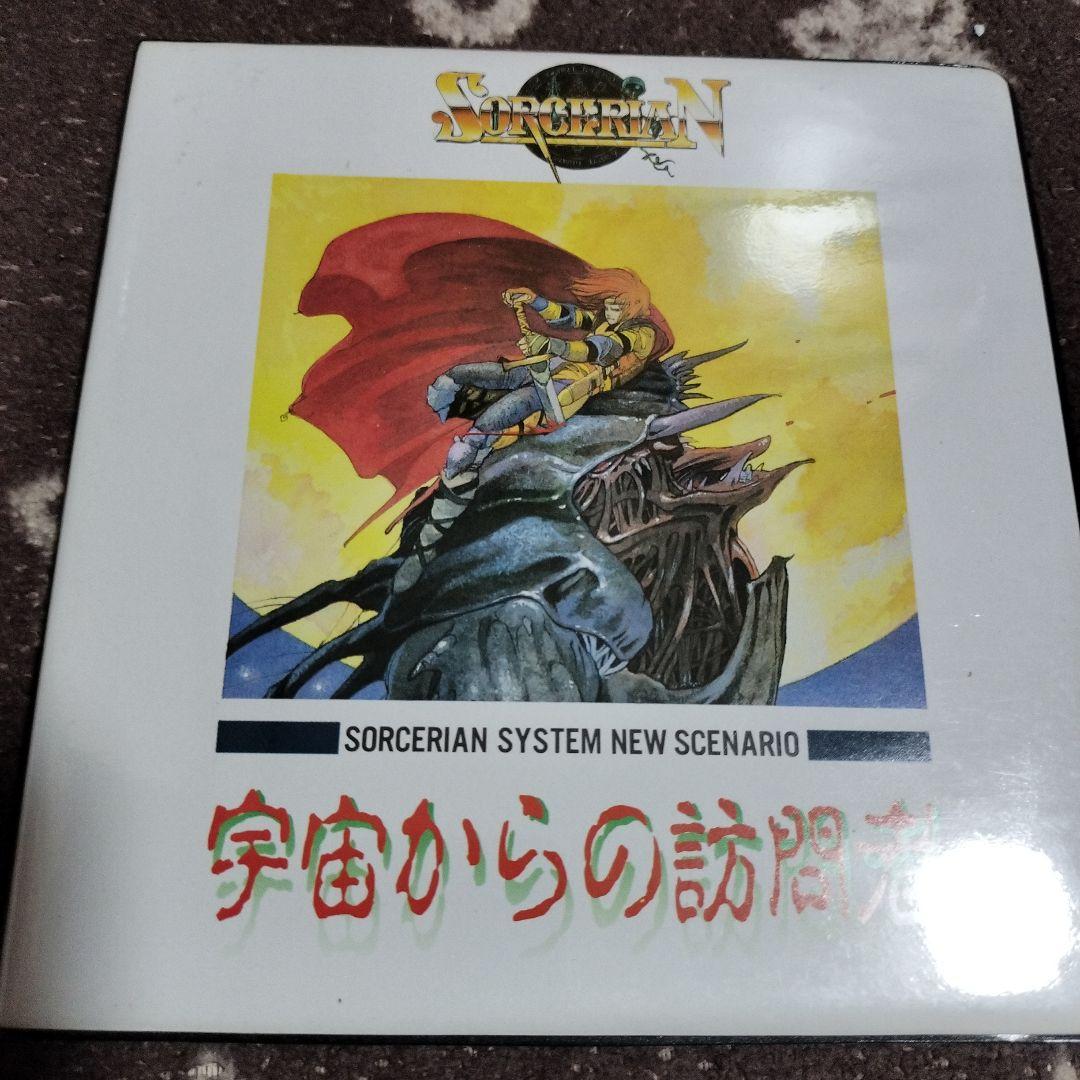 SORCERIAN
SORCERIAN SYSTEM NEW SCENARIO
宇宙からの訪問者